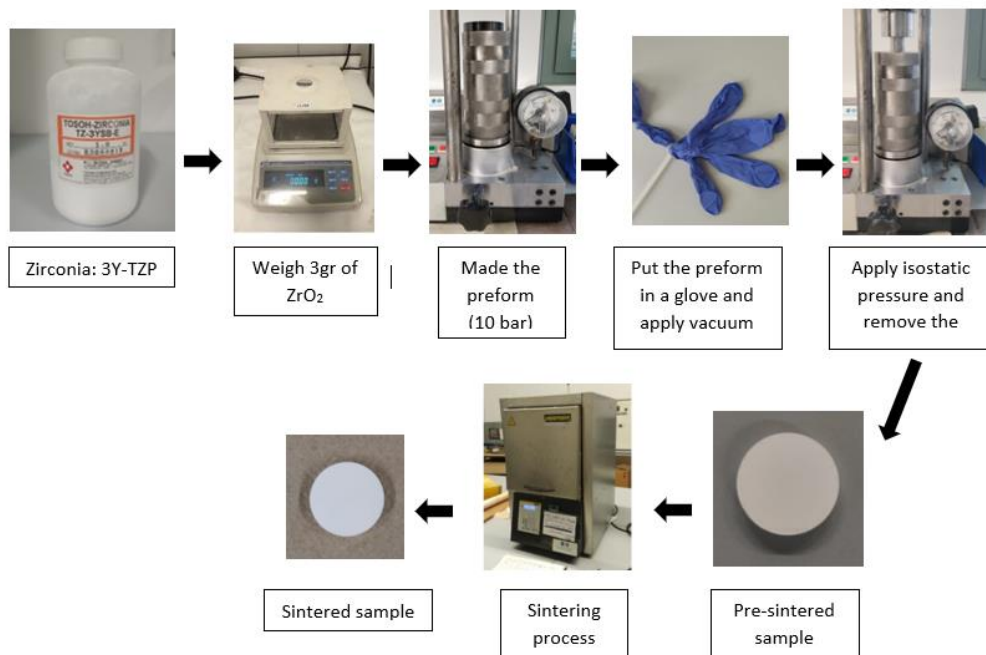 TOSOH-ZIRCONIA
TZ-3YSB-E
Zirconia: 3Y-TZP
Weigh 3gr of
ZrO₂
Made the
preform
(10 bar)
Put the preform
in a glove and
apply vacuum
Apply isostatic
pressure and
remove the
Sintered sample
Sintering
process
Pre-sintered
sample